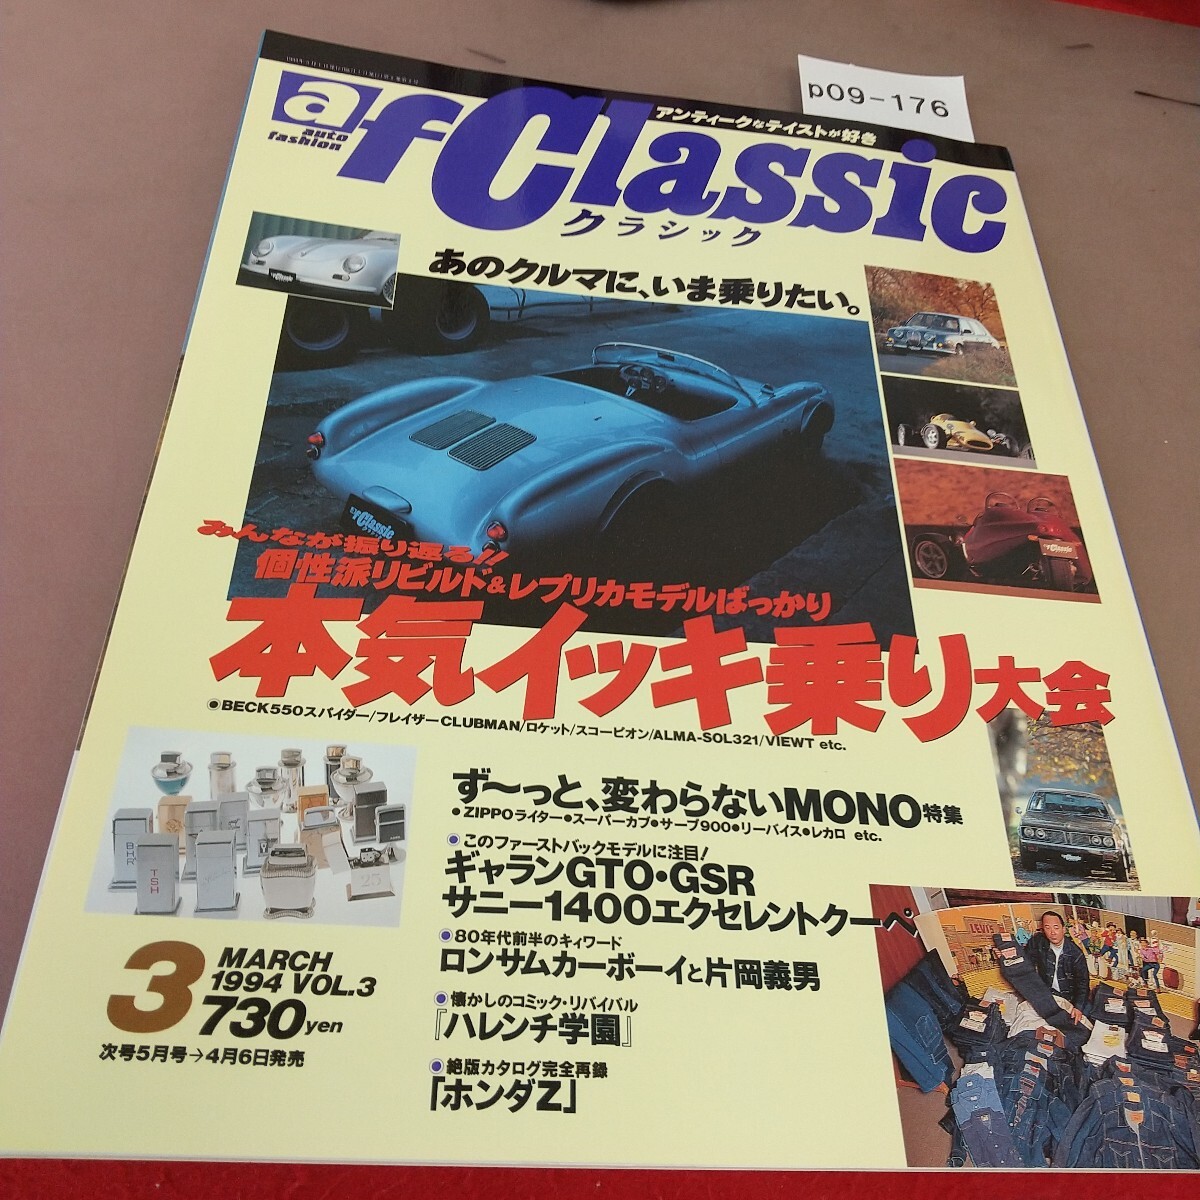 p09-176
アンティークなテイストが好き
a auto fashion
af Classic
クラシック
あのクルマに、いま乗りたい。
af Classic
みんなが振り返る!!
個性派リビルド&レプリカモデルばっかり
本気イッキ乗り大会
●BECK550スパイダー/フレイザーCLUBMAN/ロケット/スコーピオン/ALMA-SOL321/VIEWT etc.
ず〜っと、変わらないMONO特集
●ZIPPOライター●スーパーカブ●サーブ900●リーバイス●レカロ etc.
●このファーストバックモデルに注目!
ギャランGTO・GSR
サニー1400エクセレントクーペ
●80年代前半のキィワード
ロンサムカーボーイと片岡義男
●懐かしのコミック・リバイバル
『ハレンチ学園』
●絶版カタログ完全再録
「ホンダZ」
3
MARCH
1994 VOL.3
730yen
次号5月号→4月6日発売
BHR
TSH
25
LEVI'S